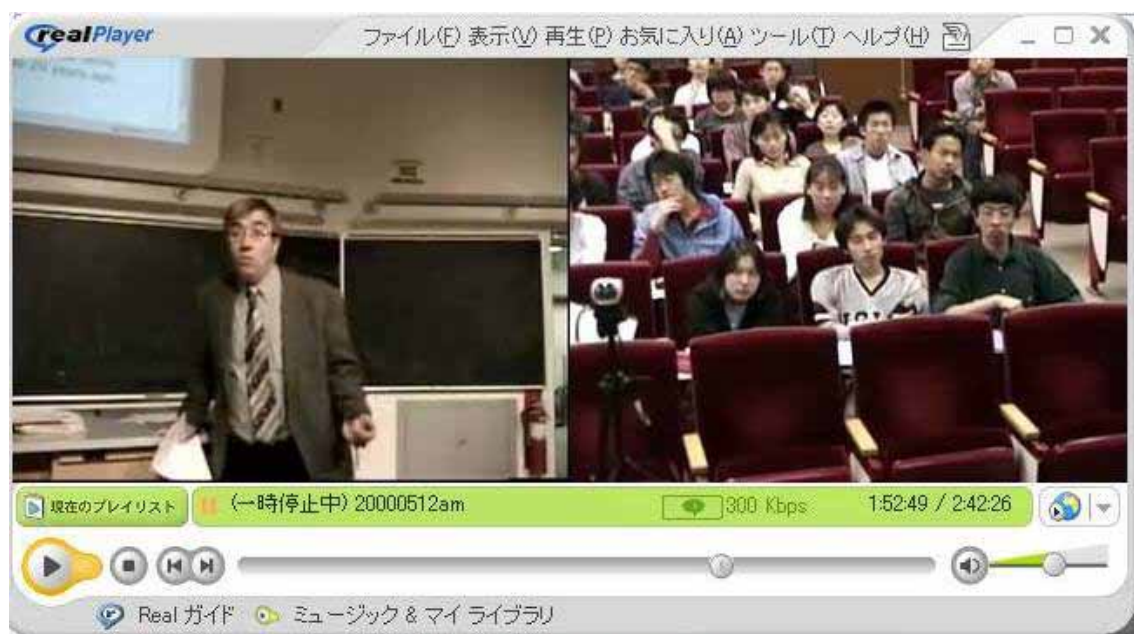 realPlayer
ファイル(F) 表示(V) 再生(P) お気に入り(A) ツール(T) ヘルプ(H)
20 years ago.
現在のプレイリスト
(一時停止中) 20000512am
300 Kbps
1:52:49 / 2:42:26
Real ガイド
ミュージック & マイ ライブラリ